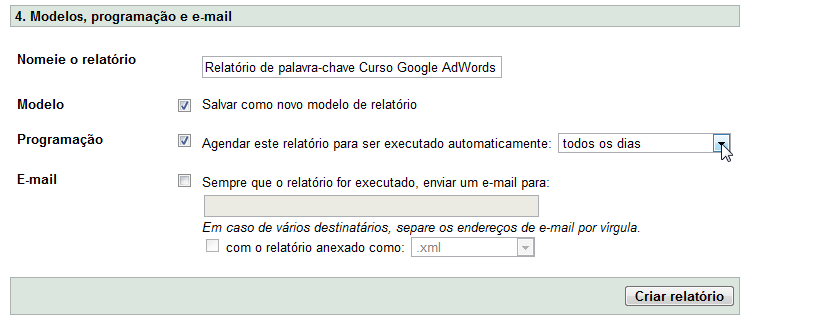 4. Modelos, programação e e-mail
Nomeie o relatório
Relatório de palavra-chave Curso Google AdWords
Modelo
Salvar como novo modelo de relatório
Programação
Agendar este relatório para ser executado automaticamente: todos os dias
E-mail
Sempre que o relatório for executado, enviar um e-mail para:
Em caso de vários destinatários, separe os endereços de e-mail por vírgula.
com o relatório anexado como: .xml
Criar relatório